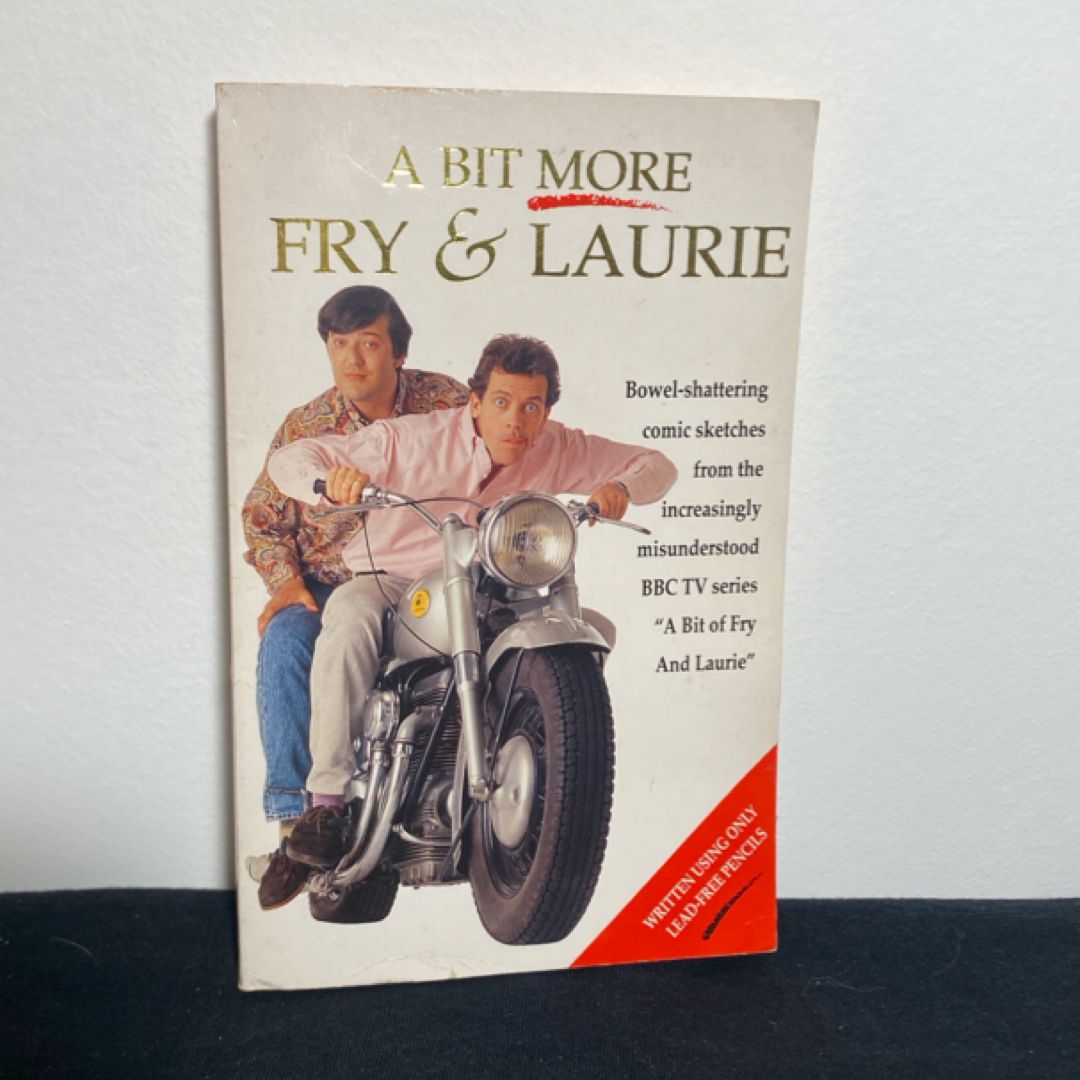 A BIT MORE
FRY & LAURIE
Bowel-shattering
comic sketches
from the
increasingly
misunderstood
BBC TV series
“A Bit of Fry
And Laurie”
WRITTEN USING ONLY
LEAD-FREE PENCILS